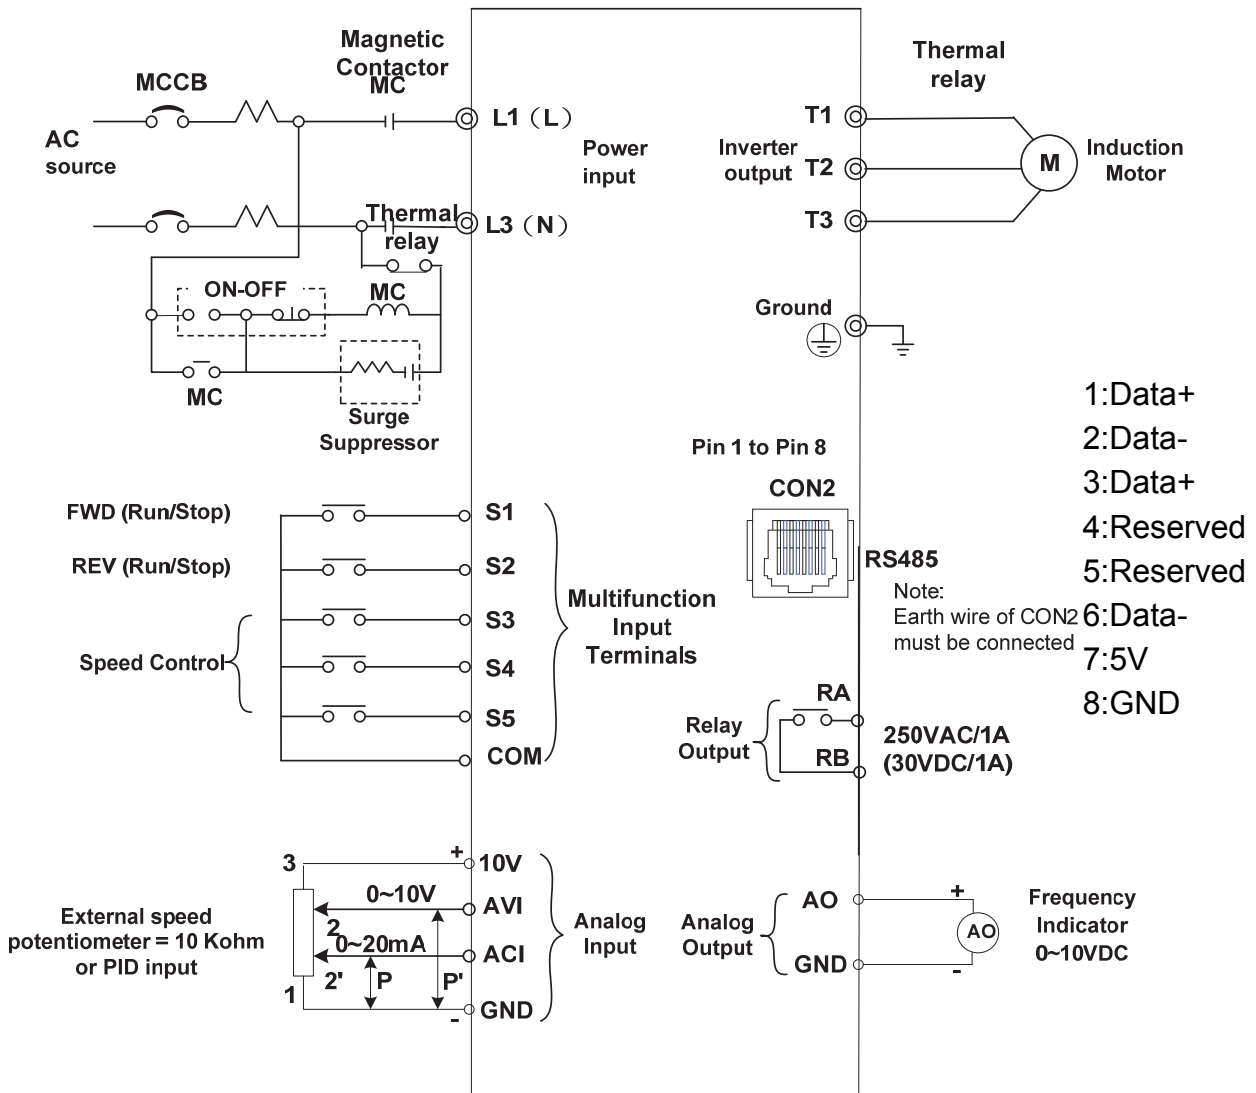 Magnetic
Contactor
MC
MCCB
AC
source
L1 (L)
Power
input
L3 (N)
Thermal
relay
ON-OFF
MC
MC
Surge
Suppressor
Thermal
relay
T1
Inverter
output
T2
T3
M
Induction
Motor
Ground
Pin 1 to Pin 8
CON2
RS485
Note:
Earth wire of CON2
must be connected
1:Data+
2:Data-
3:Data+
4:Reserved
5:Reserved
6:Data-
7:5V
8:GND
FWD (Run/Stop)
REV (Run/Stop)
Speed Control
S1
S2
S3
S4
S5
COM
Multifunction
Input
Terminals
RA
Relay
Output
RB
250VAC/1A
(30VDC/1A)
External speed
potentiometer = 10 Kohm
or PID input
3
+
10V
0~10V
AVI
2
0~20mA
ACI
2'
P
P'
1
-
GND
Analog
Input
Analog
Output
AO
GND
+
AO
-
Frequency
Indicator
0~10VDC